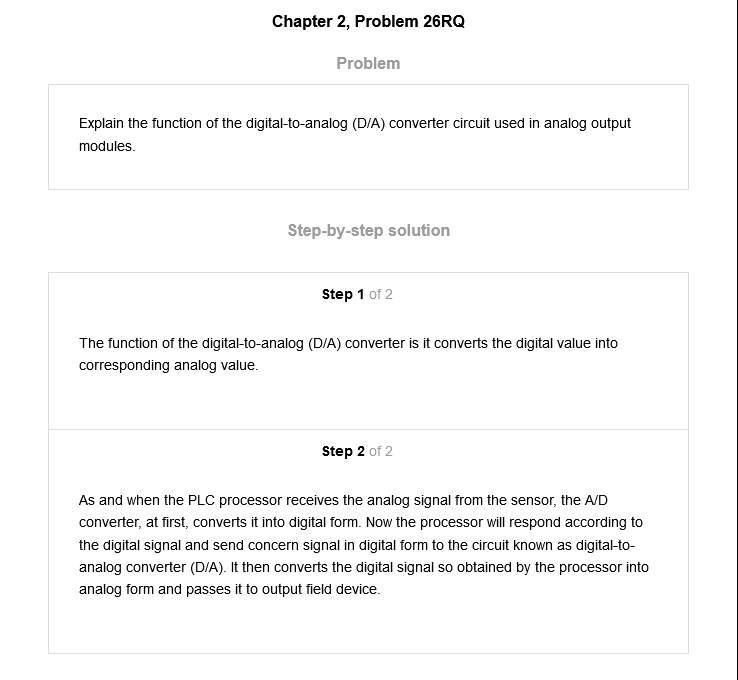 Chapter 2, Problem 26RQ
Problem
Explain the function of the digital-to-analog (D/A) converter circuit used in analog output
modules.
Step-by-step solution
Step 1 of 2
The function of the digital-to-analog (D/A) converter is it converts the digital value into
corresponding analog value.
Step 2 of 2
As and when the PLC processor receives the analog signal from the sensor, the A/D
converter, at first, converts it into digital form. Now the processor will respond according to
the digital signal and send concern signal in digital form to the circuit known as digital-to-
analog converter (D/A). It then converts the digital signal so obtained by the processor into
analog form and passes it to output field device.